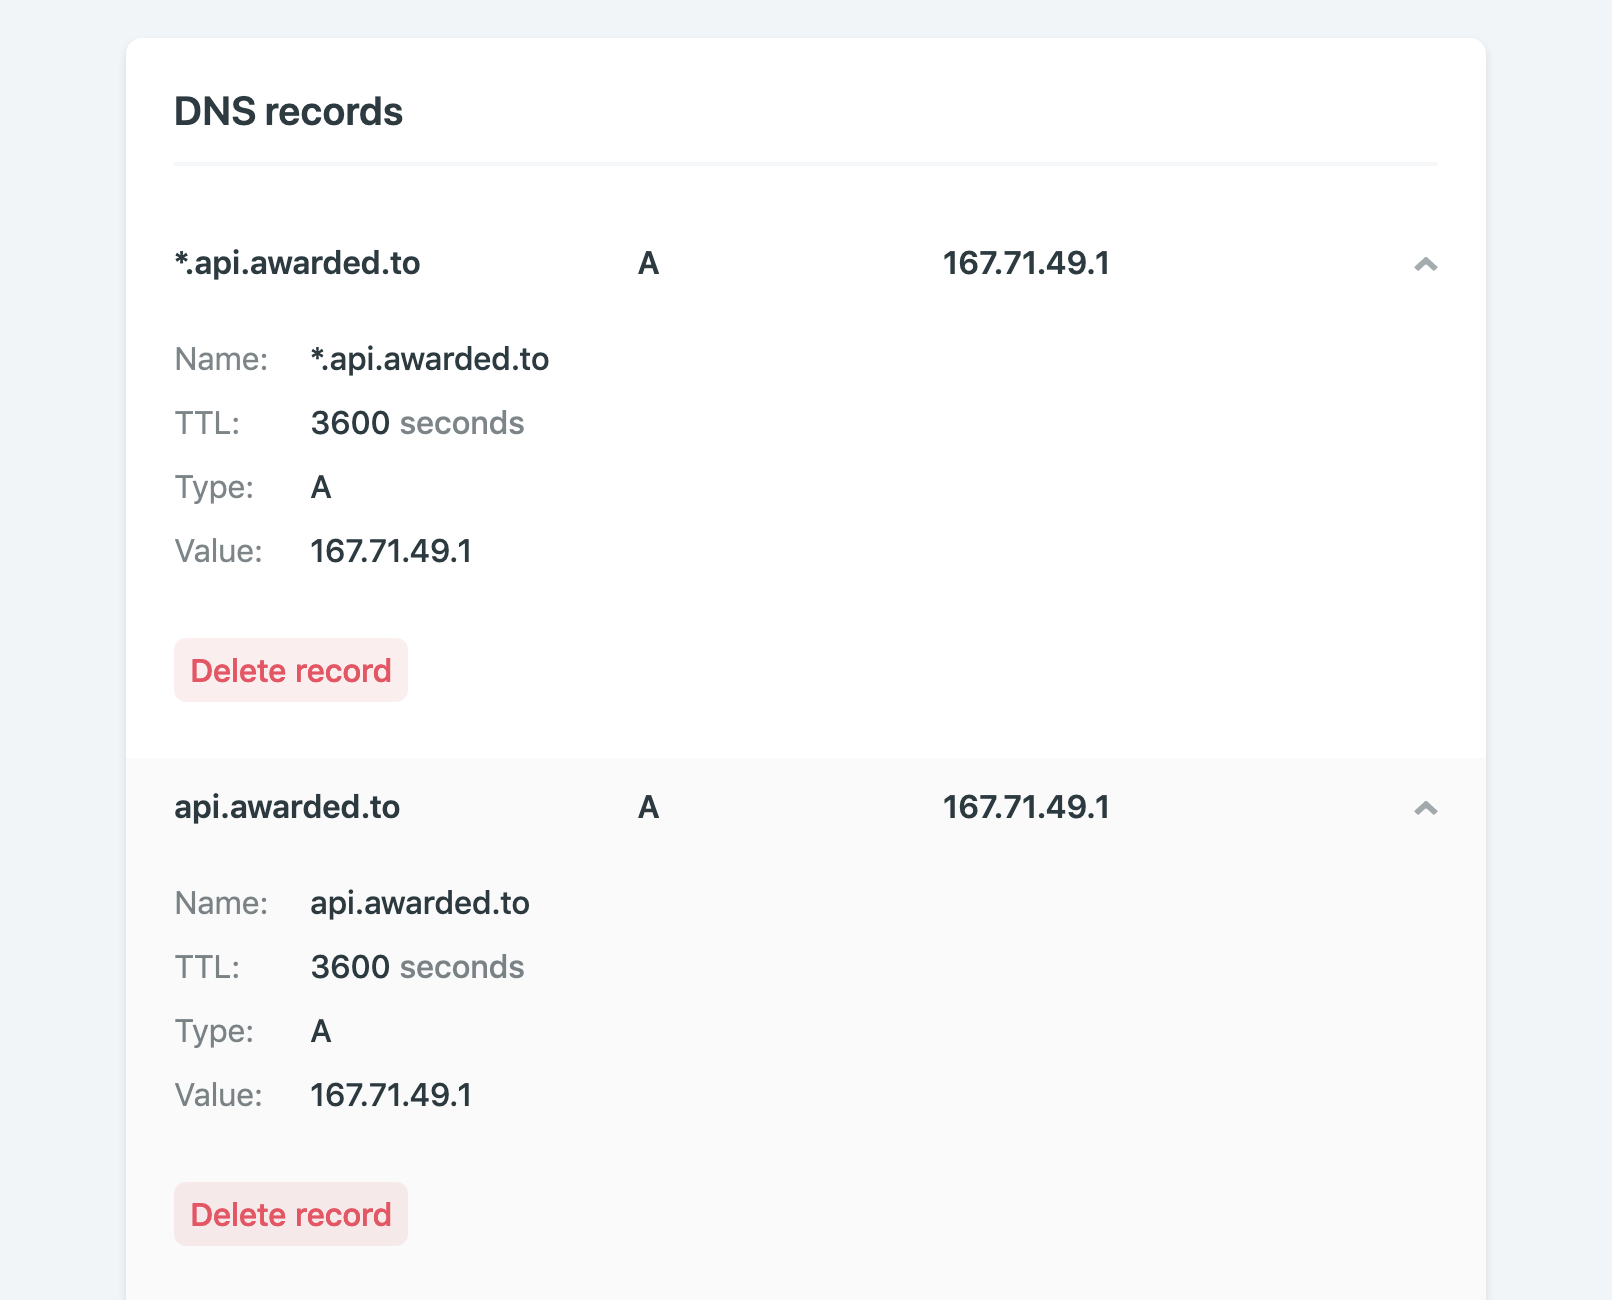 DNS records
*.api.awarded.to A 167.71.49.1
Name: *.api.awarded.to
TTL: 3600 seconds
Type: A
Value: 167.71.49.1
Delete record
api.awarded.to A 167.71.49.1
Name: api.awarded.to
TTL: 3600 seconds
Type: A
Value: 167.71.49.1
Delete record